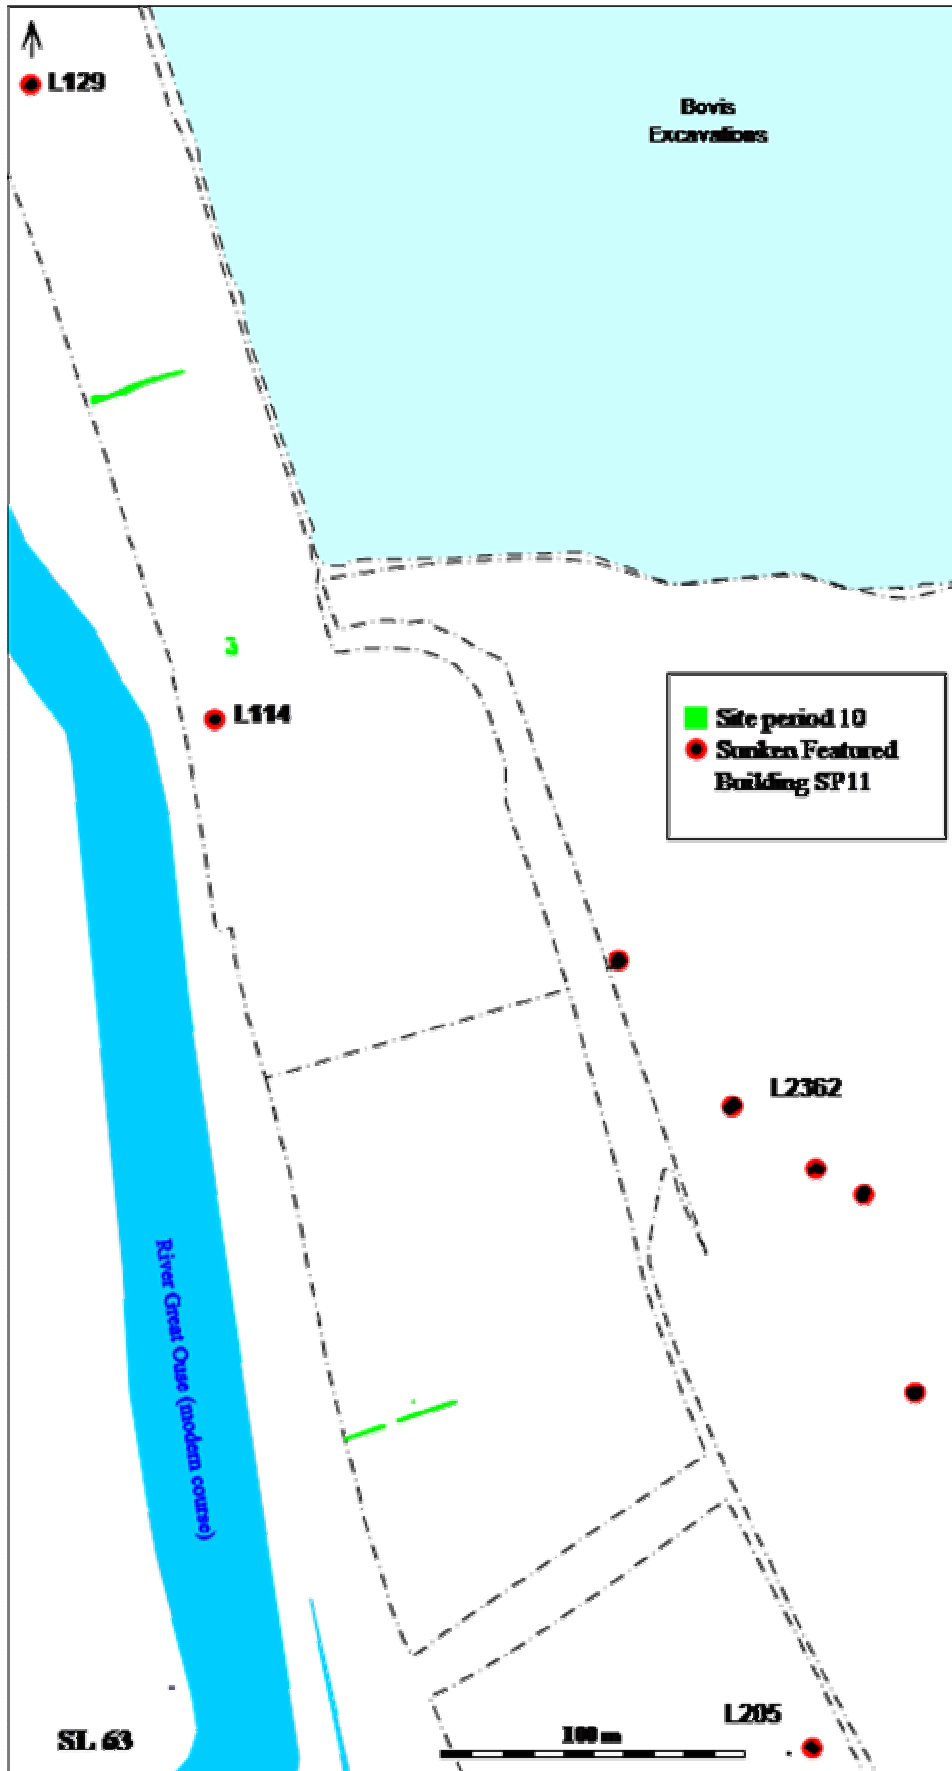 L129
Bovis
Excavations
L114
Site period 10
Sunken Featured
Building SP11
L2362
River Great Ouse (modern course)
L205
SL 63
100 m